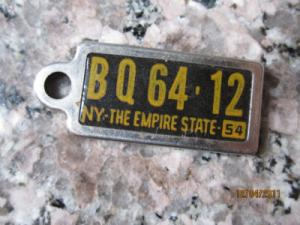 BQ 64·12
NY-THE EMPIRE STATE-54
12/04/2011